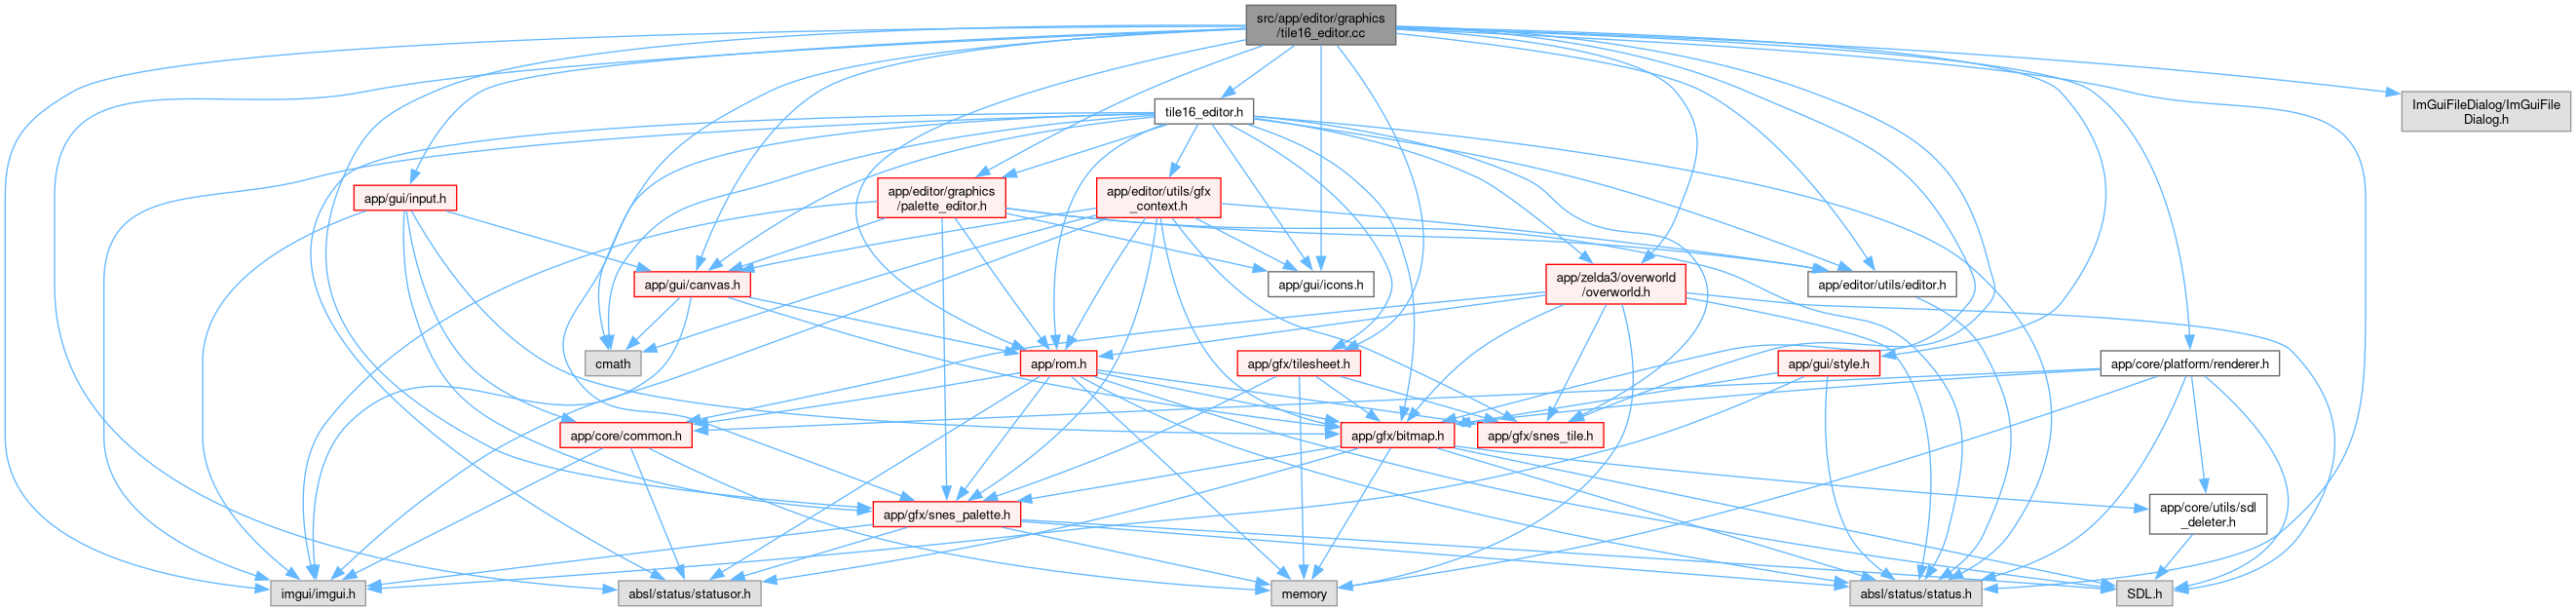 src/app/editor/graphics
/tile16_editor.cc
ImGuiFileDialog/ImGuiFile
Dialog.h
tile16_editor.h
app/gui/input.h
app/editor/graphics
/palette_editor.h
app/editor/utils/gfx
_context.h
app/gui/canvas.h
app/gui/icons.h
app/zelda3/overworld
/overworld.h
app/editor/utils/editor.h
cmath
app/rom.h
app/gfx/tilesheet.h
app/gui/style.h
app/core/platform/renderer.h
app/core/common.h
app/gfx/bitmap.h
app/gfx/snes_tile.h
app/gfx/snes_palette.h
app/core/utils/sdl
_deleter.h
imgui/imgui.h
absl/status/statusor.h
memory
absl/status/status.h
SDL.h